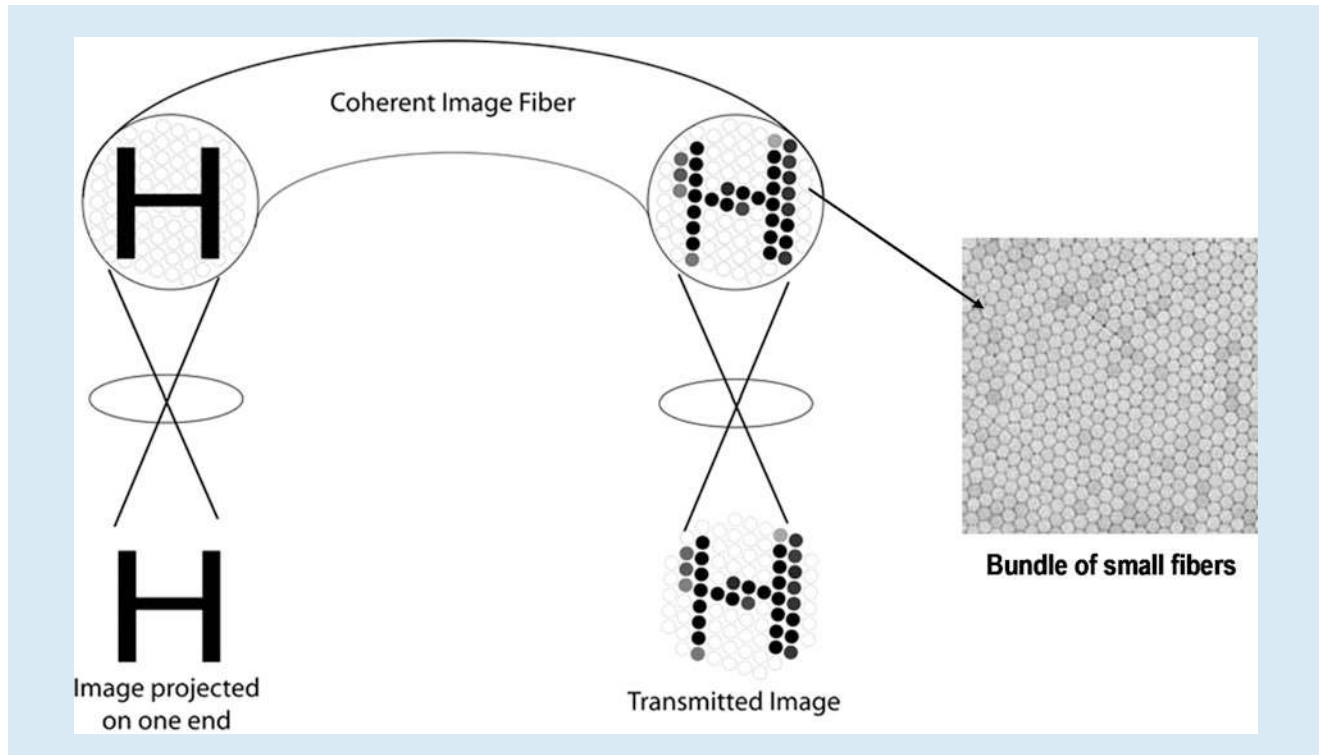 Coherent Image Fiber
H
H
H
H
Bundle of small fibers
Image projected
on one end
Transmitted Image